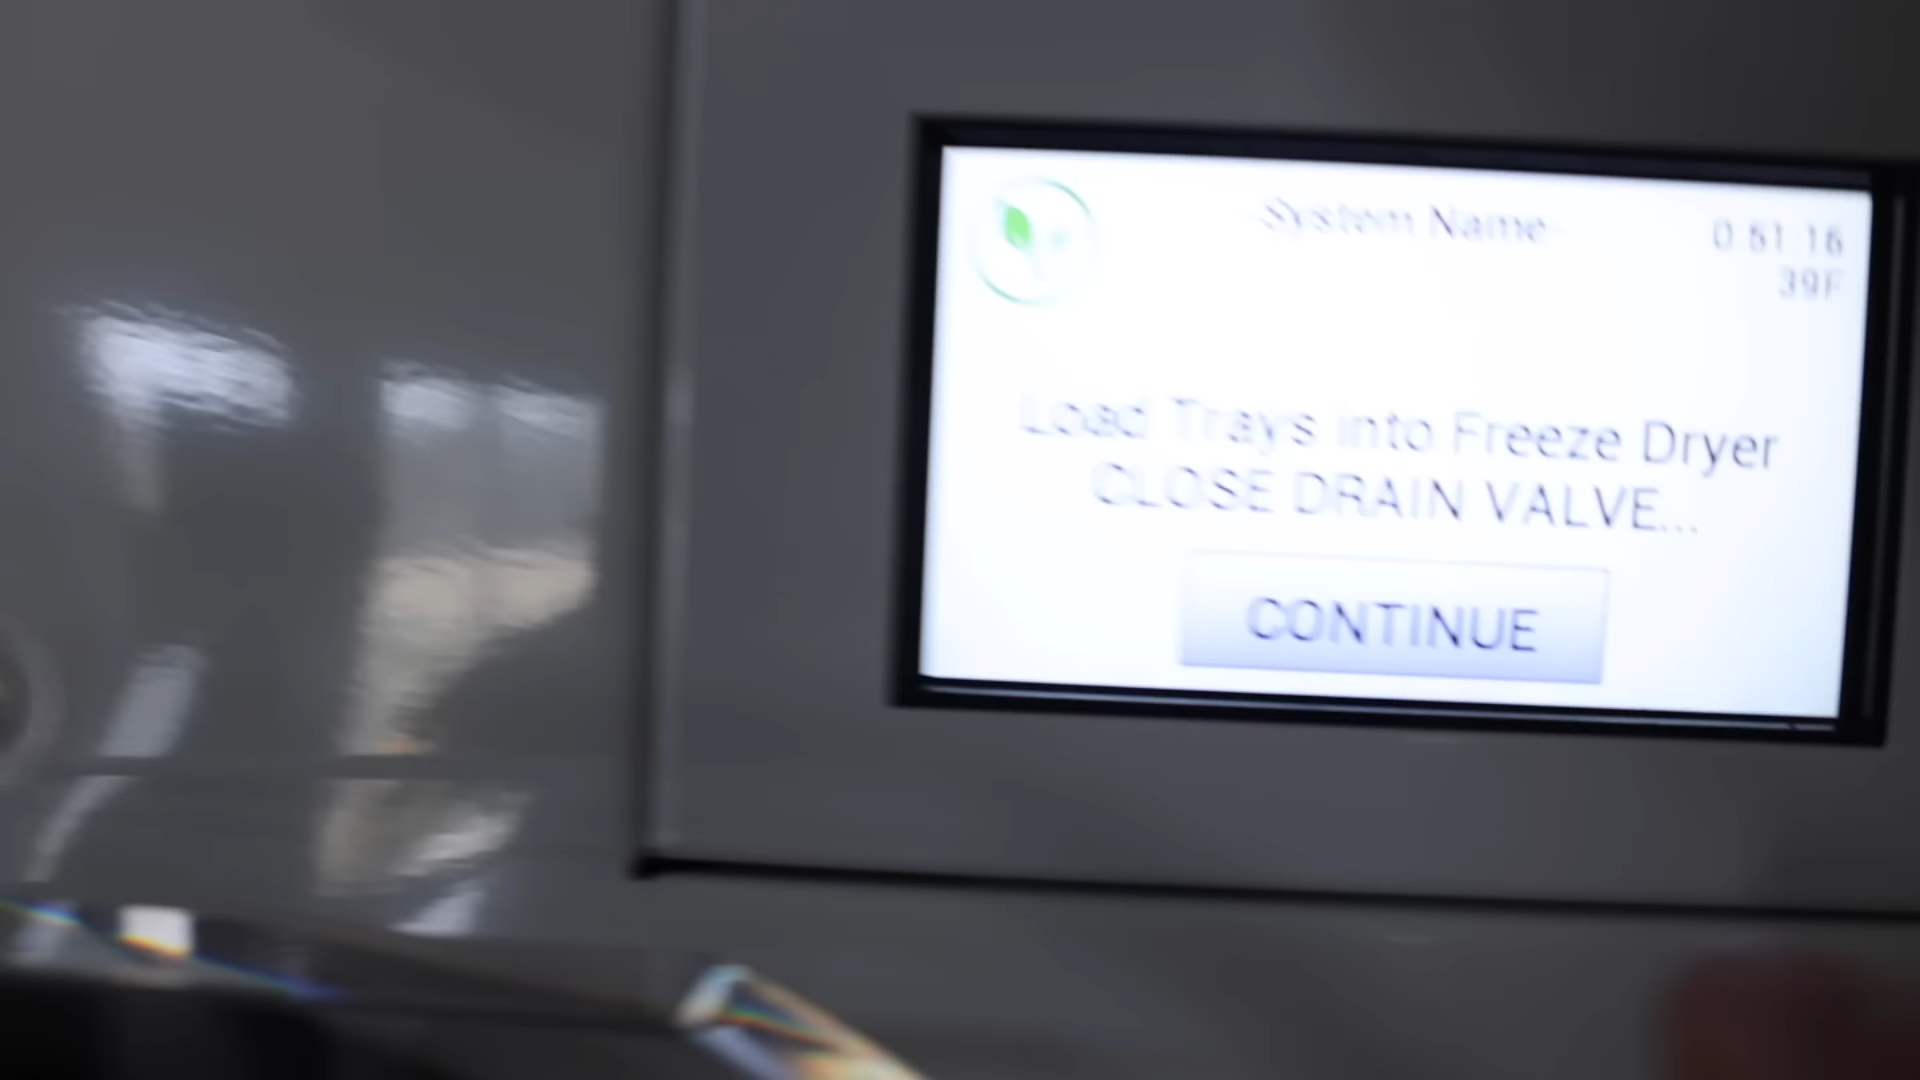 -System Name-
0:51:16
39F
Load Trays into Freeze Dryer
CLOSE DRAIN VALVE...
CONTINUE